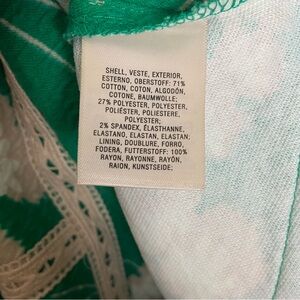 SHELL, VESTE, EXTERIOR,
ESTERNO, OBERSTOFF: 71%
COTTON, COTON, ALGODÓN,
COTONE, BAUMWOLLE;
27% POLYESTER, POLYESTER,
POLIÉSTER, POLIESTERE,
POLYESTER;
2% SPANDEX, ÉLASTHANNE,
ELASTANO, ELASTAN, ELASTAN;
LINING, DOUBLURE, FORRO,
FODERA, FUTTERSTOFF: 100%
RAYON, RAYONNE, RAYÓN,
RAION, KUNSTSEIDE;